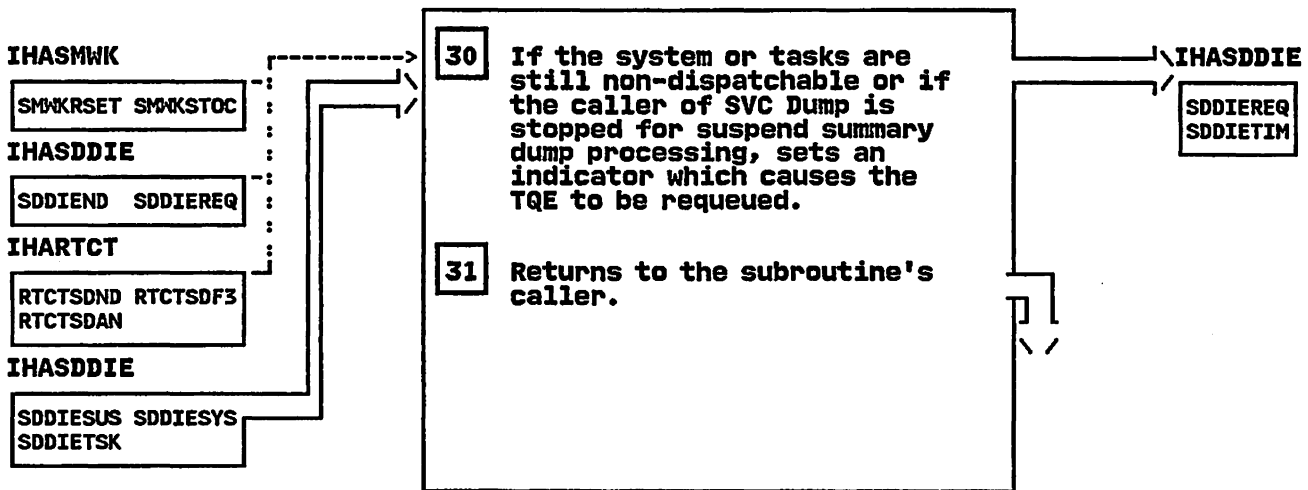 IHASMWK
SMWKRSET SMWKSTOC
IHASDDIE
SDDIEND SDDIEREQ
IHARTCT
RTCTSDND RTCTSDF3
RTCTSDAN
IHASDDIE
SDDIESUS SDDIESYS
SDDIETSK
30 If the system or tasks are
still non-dispatchable or if
the caller of SVC Dump is
stopped for suspend summary
dump processing, sets an
indicator which causes the
TQE to be requeued.
31 Returns to the subroutine's
caller.
IHASDDIE
SDDIEREQ
SDDIETIM